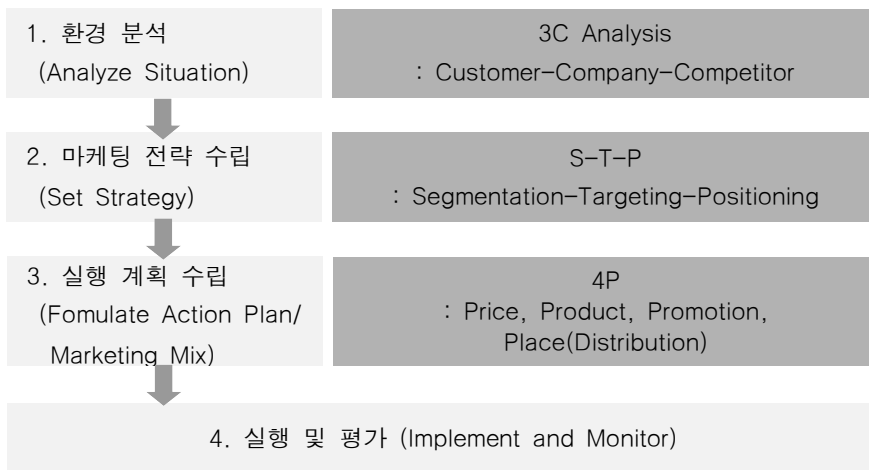 1. 환경 분석
(Analyze Situation)
3C Analysis
: Customer-Company-Competitor
2. 마케팅 전략 수립
(Set Strategy)
S-T-P
: Segmentation-Targeting-Positioning
3. 실행 계획 수립
(Fomulate Action Plan/
Marketing Mix)
4P
: Price, Product, Promotion,
Place(Distribution)
4. 실행 및 평가 (Implement and Monitor)